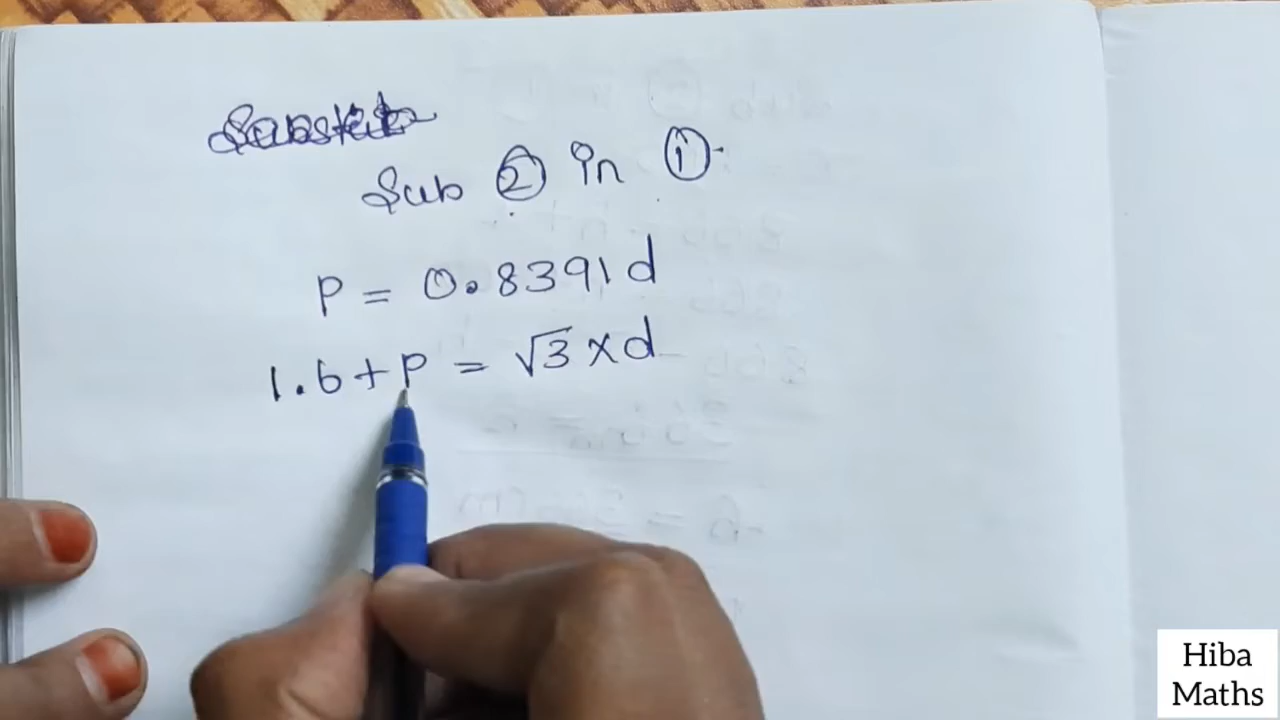 Sub ② in ①.
P = 0.8391 d
1.6 + P = √3 × d
Hiba
Maths